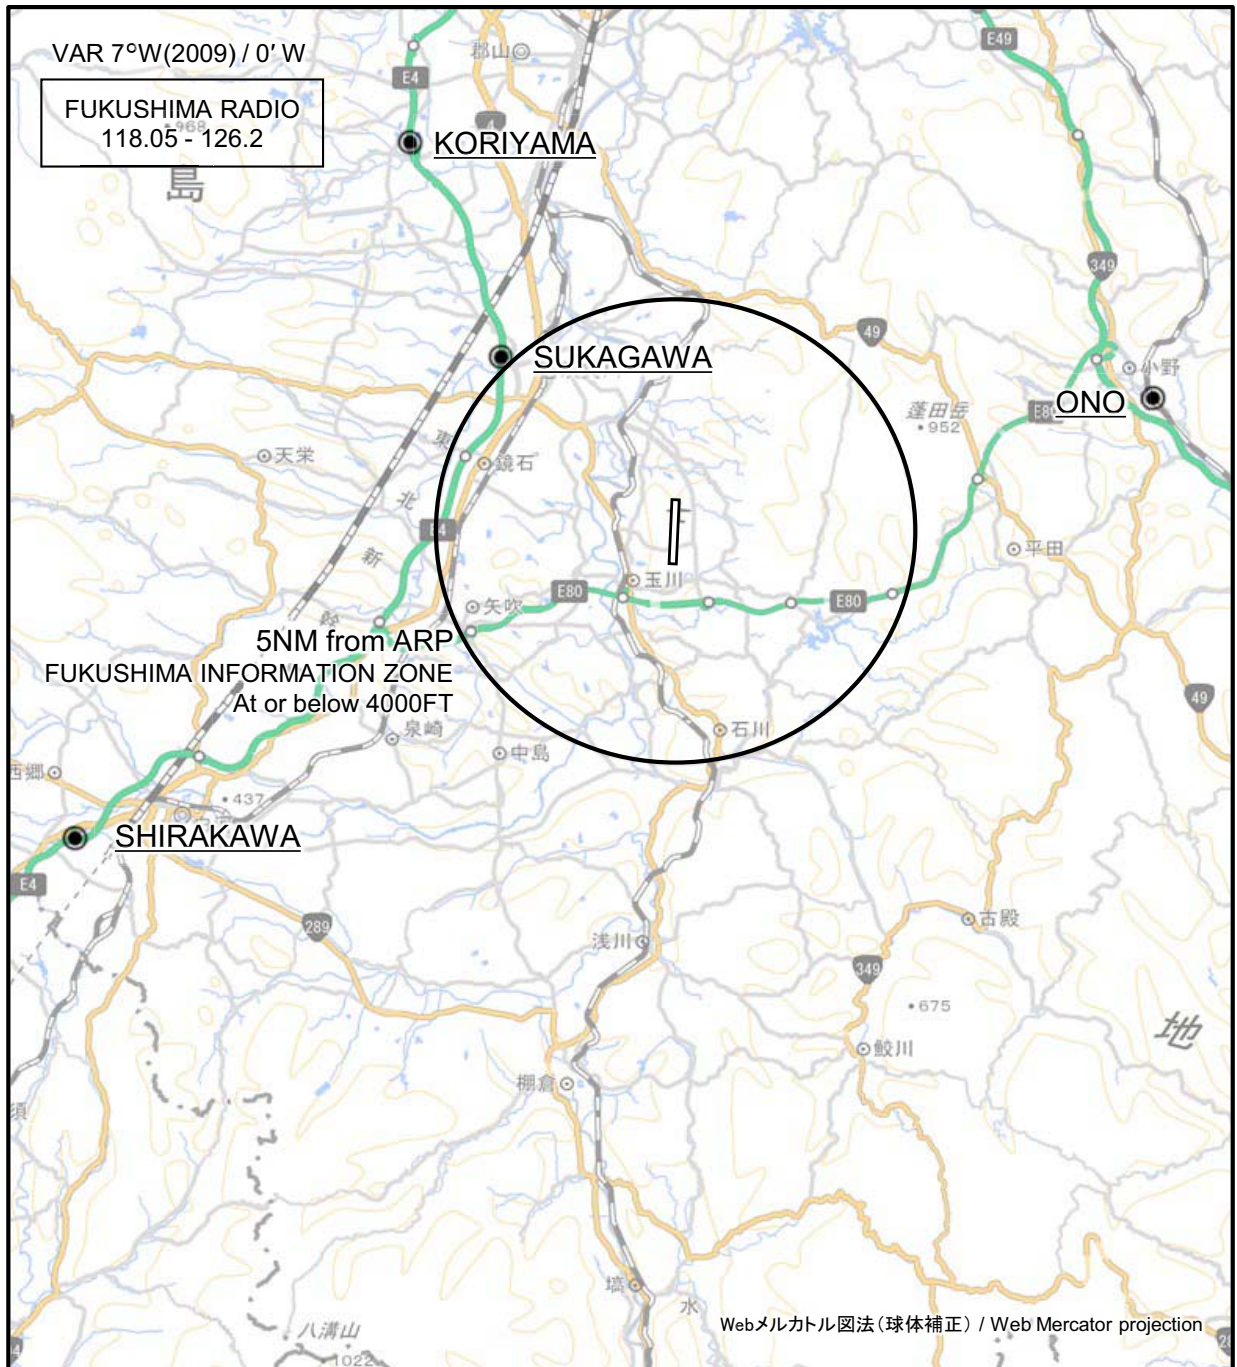 VAR 7°W(2009) / 0′ W
FUKUSHIMA RADIO
118.05 - 126.2
968
島
郡山
E4
4
KORIYAMA
E49
349
SUKAGAWA
49
小野
ONO
蓬田岳
952
天栄
東
鏡石
北
E4
新
平田
玉川
E80
E80
矢吹
幹
5NM from ARP
FUKUSHIMA INFORMATION ZONE
At or below 4000FT
泉崎
中島
石川
49
西郷
437
SHIRAKAWA
E4
289
浅川
古殿
349
675
地
鮫川
棚倉
須
塙
水
八溝山
1022
Webメルカトル図法(球体補正) / Web Mercator projection